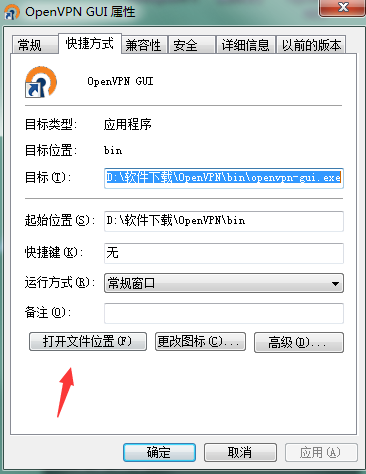 OpenVPN GUI 属性
常规 快捷方式 兼容性 安全 详细信息 以前的版本
OpenVPN GUI
目标类型: 应用程序
目标位置: bin
目标(T): D:\软件下载\OpenVPN\bin\openvpn-gui.exe
起始位置(S): D:\软件下载\OpenVPN\bin
快捷键(K): 无
运行方式(R): 常规窗口
备注(O):
打开文件位置(F) 更改图标(C)... 高级(D)...
确定 取消 应用(A)